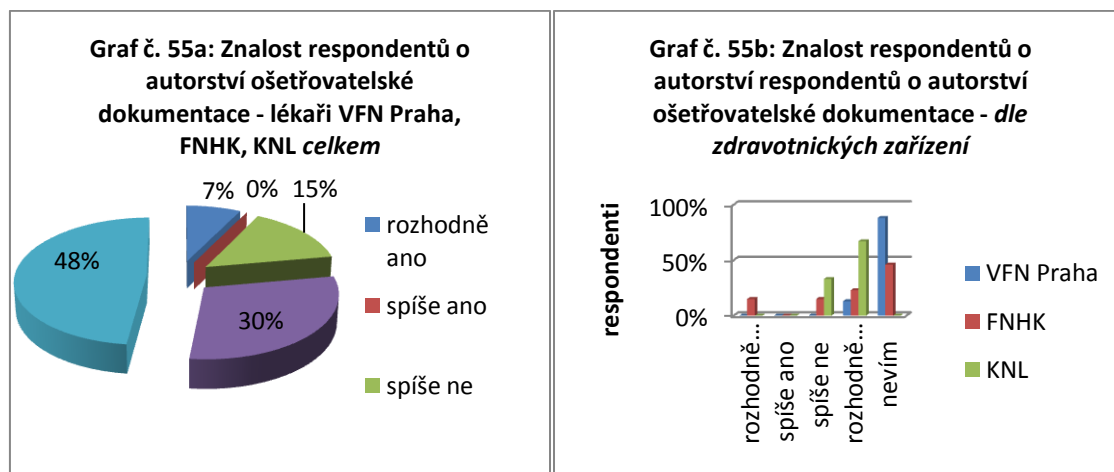 Graf č. 55a: Znalost respondentů o
autorství ošetřovatelské
dokumentace - lékaři VFN Praha,
FNHK, KNL celkem
7%
0%
15%
30%
48%
rozhodně
ano
spíše ano
spíše ne
Graf č. 55b: Znalost respondentů o
autorství respondentů o autorství
ošetřovatelské dokumentace - dle
zdravotnických zařízení
respondenti
100%
50%
0%
rozhodně…
spíše ano
spíše ne
rozhodně…
nevím
VFN Praha
FNHK
KNL